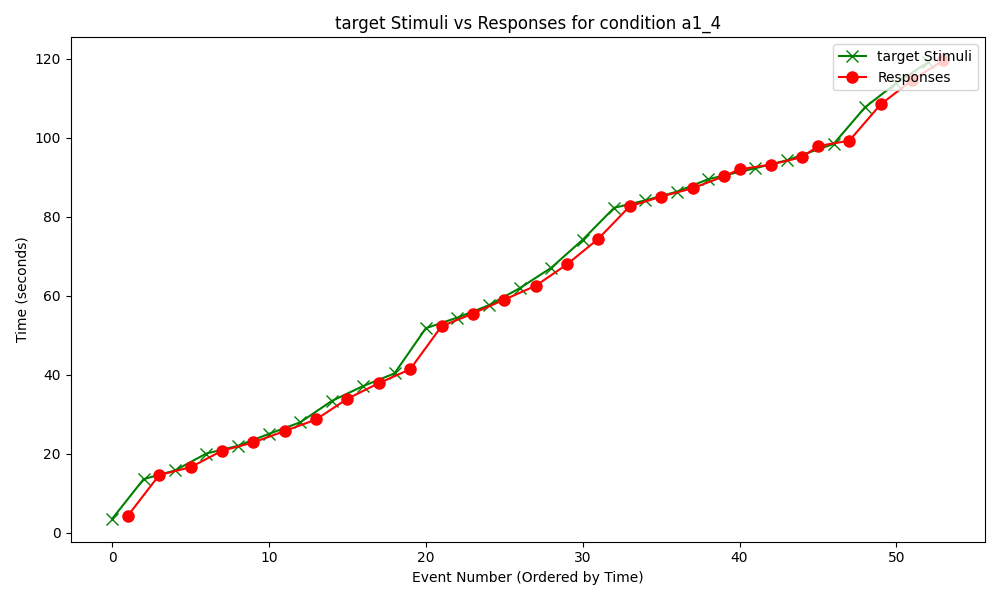 target Stimuli vs Responses for condition a1_4
target Stimuli
Responses
Time (seconds)
120
100
80
60
40
20
0
0 10 20 30 40 50
Event Number (Ordered by Time)